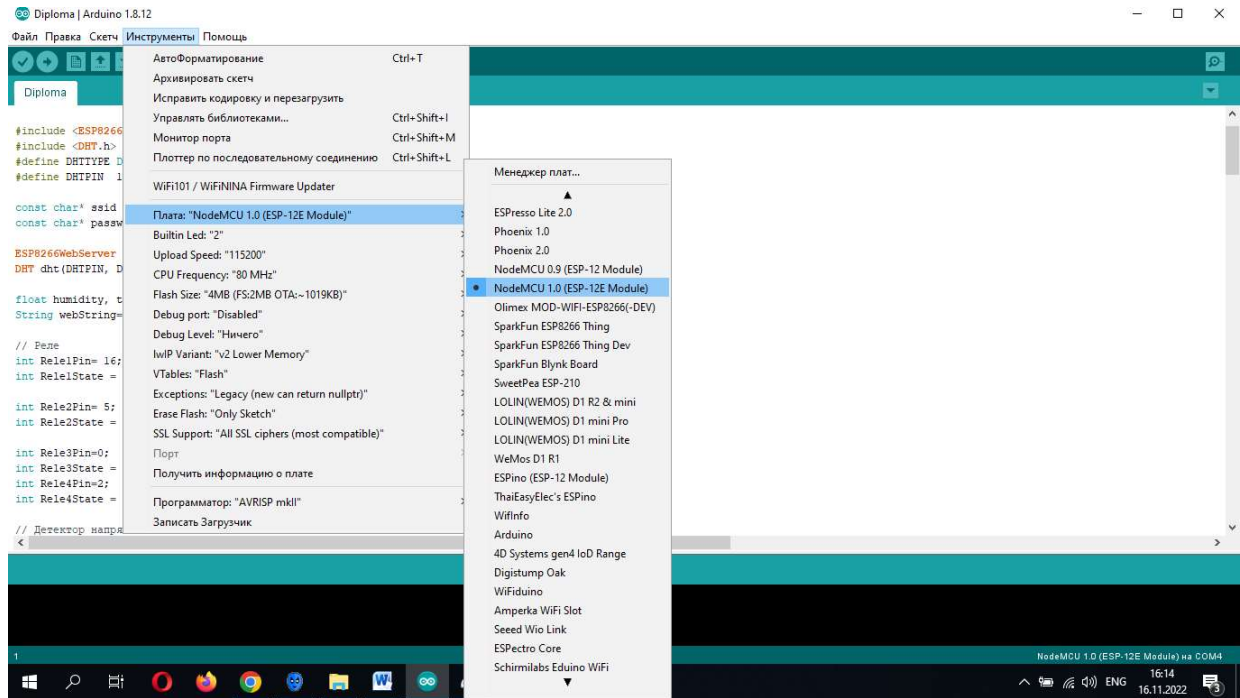 Diploma | Arduino 1.8.12
Файл Правка Скетч Инструменты Помощь
Diploma
#include <ESP8266
#include <DHT.h>
#define DHTTYPE D
#define DHTPIN 1
const char* ssid
const char* passw
ESP8266WebServer
DHT dht(DHTPIN, D
float humidity, t
String webString=
// Реле
int Rele1Pin= 16;
int Rele1State =
int Rele2Pin= 5;
int Rele2State =
int Rele3Pin=0;
int Rele3State =
int Rele4Pin=2;
int Rele4State =
// Детектор напря
АвтоФорматирование Ctrl+T
Архивировать скетч
Исправить кодировку и перезагрузить
Управлять библиотеками... Ctrl+Shift+I
Монитор порта Ctrl+Shift+M
Плоттер по последовательному соединению Ctrl+Shift+L
WiFi101 / WiFiNINA Firmware Updater
Плата: "NodeMCU 1.0 (ESP-12E Module)"
Builtin Led: "2"
Upload Speed: "115200"
CPU Frequency: "80 MHz"
Flash Size: "4MB (FS:2MB OTA:~1019KB)"
Debug port: "Disabled"
Debug Level: "Ничего"
lwIP Variant: "v2 Lower Memory"
VTables: "Flash"
Exceptions: "Legacy (new can return nullptr)"
Erase Flash: "Only Sketch"
SSL Support: "All SSL ciphers (most compatible)"
Порт
Получить информацию о плате
Программатор: "AVRISP mkII"
Записать Загрузчик
Менеджер плат...
ESPresso Lite 2.0
Phoenix 1.0
Phoenix 2.0
NodeMCU 0.9 (ESP-12 Module)
NodeMCU 1.0 (ESP-12E Module)
Olimex MOD-WIFI-ESP8266(-DEV)
SparkFun ESP8266 Thing
SparkFun ESP8266 Thing Dev
SparkFun Blynk Board
SweetPea ESP-210
LOLIN(WEMOS) D1 R2 & mini
LOLIN(WEMOS) D1 mini Pro
LOLIN(WEMOS) D1 mini Lite
WeMos D1 R1
ESPino (ESP-12 Module)
ThaiEasyElec's ESPino
WifInfo
Arduino
4D Systems gen4 IoD Range
Digistump Oak
WiFiduino
Amperka WiFi Slot
Seeed Wio Link
ESPectro Core
Schirmilabs Eduino WiFi
1
NodeMCU 1.0 (ESP-12E Module) на COM4
ENG
16:14
16.11.2022
3